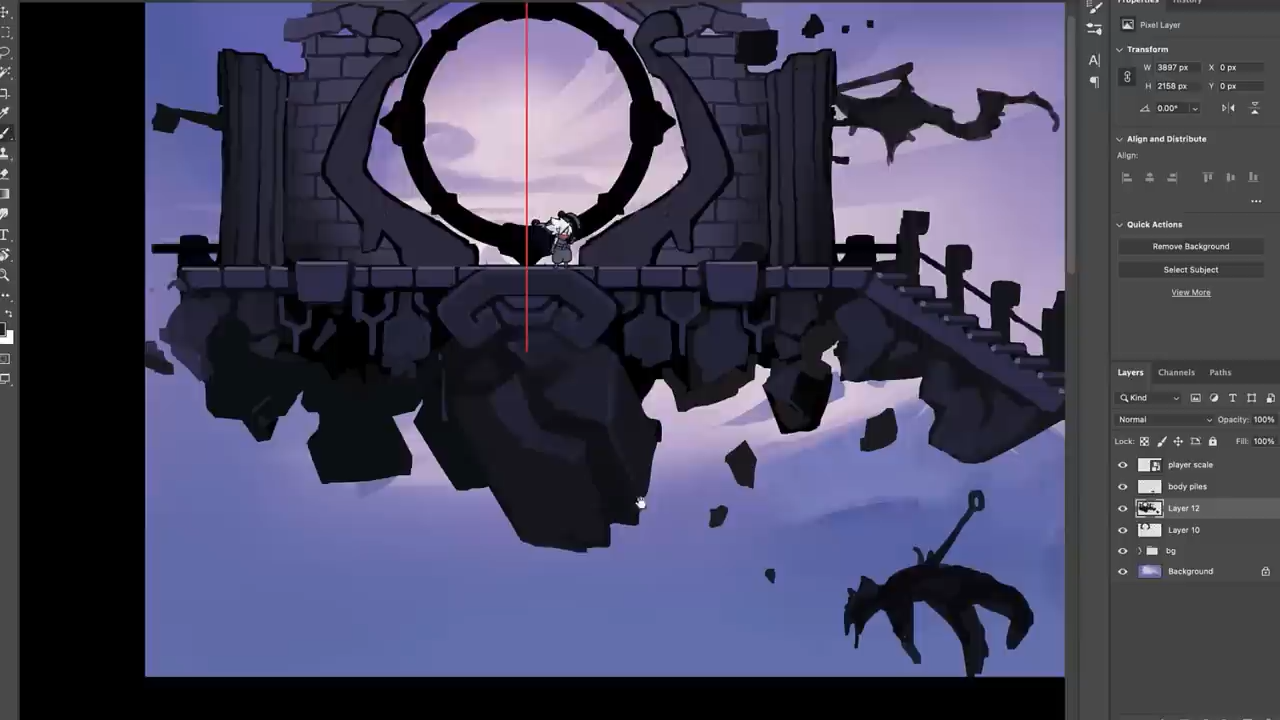 Properties
History
Pixel Layer
Transform
W 3897 px X 0 px
H 2158 px Y 0 px
0.00°
Align and Distribute
Align:
Quick Actions
Remove Background
Select Subject
View More
Layers Channels Paths
Kind
Normal Opacity: 100%
Lock: Fill: 100%
player scale
body piles
Layer 12
Layer 10
bg
Background